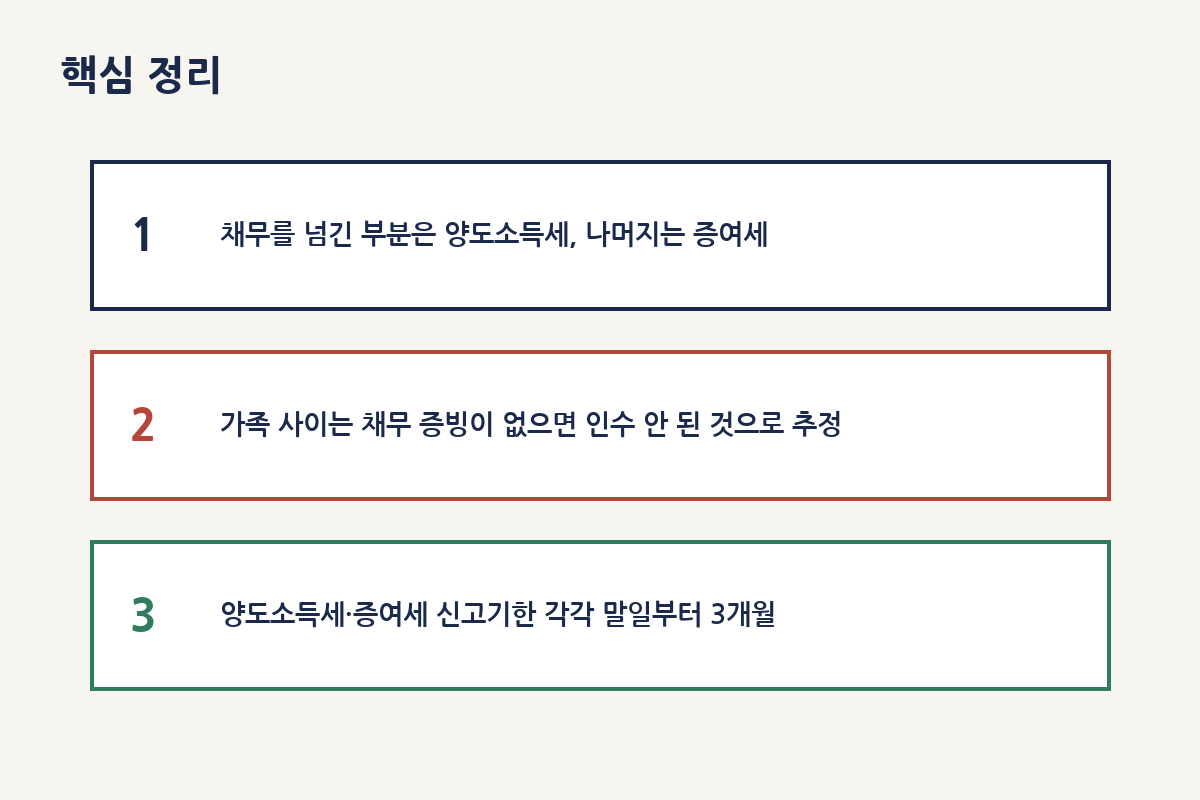 핵심 정리
1 채무를 넘긴 부분은 양도소득세, 나머지는 증여세
2 가족 사이는 채무 증빙이 없으면 인수 안 된 것으로 추정
3 양도소득세·증여세 신고기한 각각 말일부터 3개월